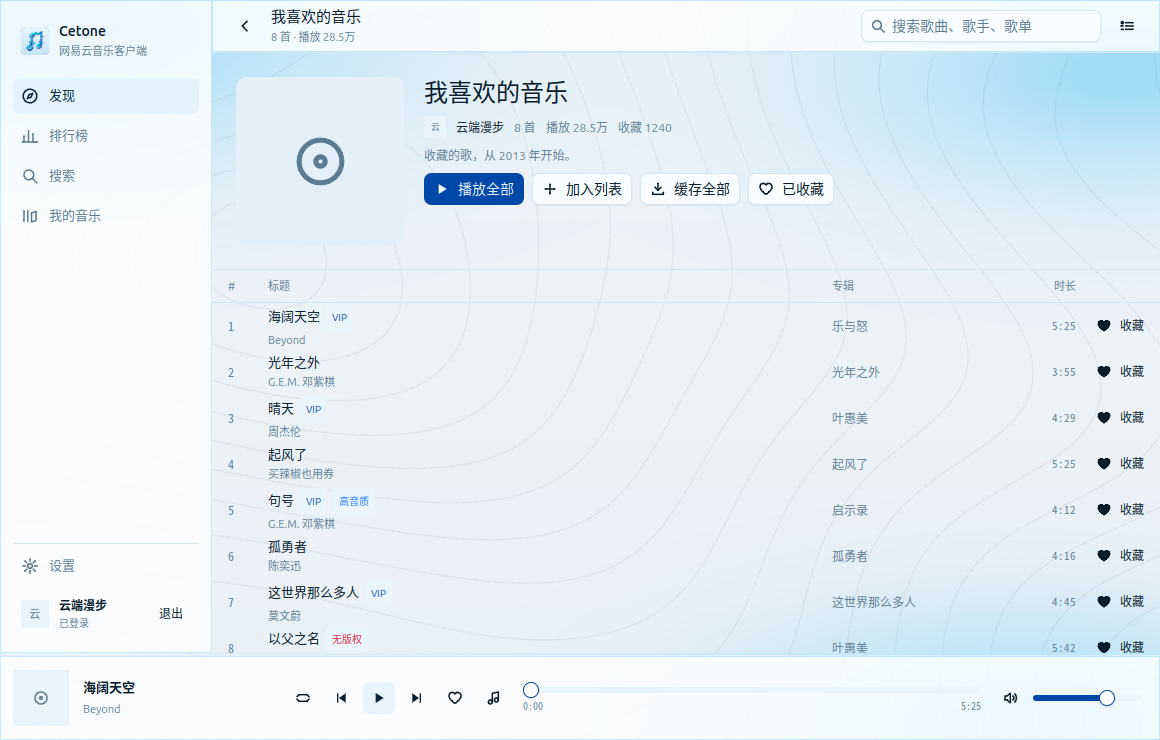 Cetone
网易云音乐客户端
发现
排行榜
搜索
我的音乐
设置
云 云端漫步 退出
已登录
我喜欢的音乐
8 首 · 播放 28.5万
搜索歌曲、歌手、歌单
我喜欢的音乐
云 云端漫步 8 首 播放 28.5万 收藏 1240
收藏的歌，从 2013 年开始。
播放全部 加入列表 缓存全部 已收藏
# 标题 专辑 时长
1 海阔天空 VIP 乐与怒 5:25 收藏
Beyond
2 光年之外 光年之外 3:55 收藏
G.E.M. 邓紫棋
3 晴天 VIP 叶惠美 4:29 收藏
周杰伦
4 起风了 起风了 5:25 收藏
买辣椒也用券
5 句号 VIP 高音质 启示录 4:12 收藏
G.E.M. 邓紫棋
6 孤勇者 孤勇者 4:16 收藏
陈奕迅
7 这世界那么多人 VIP 这世界那么多人 4:45 收藏
莫文蔚
8 以父之名 无版权 叶惠美 5:42 收藏
海阔天空
Beyond
0:00 5:25